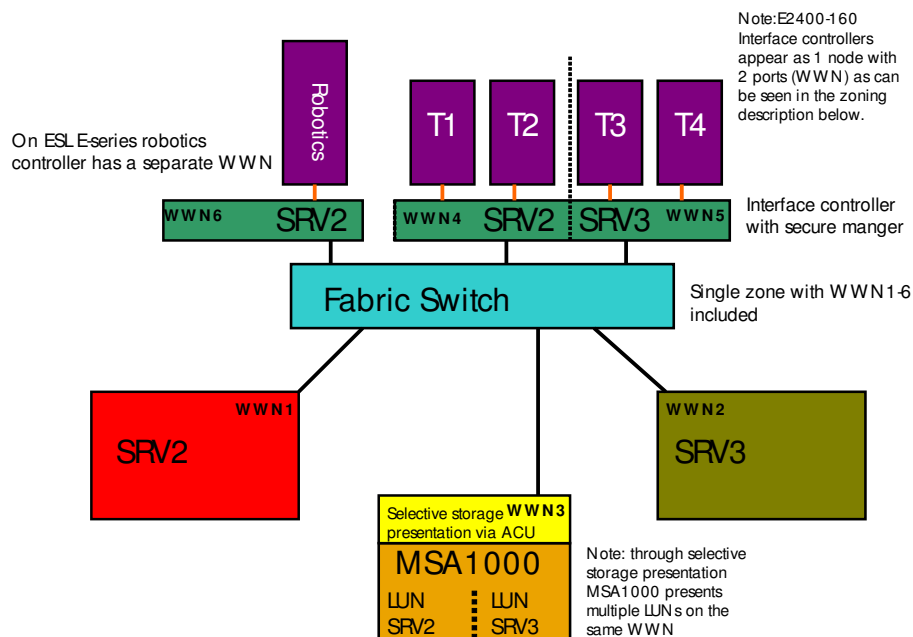 Note:E2400-160
Interface controllers
appear as 1 node with
2 ports (WWN) as can
be seen in the zoning
description below.
Robotics
T1
T2
T3
T4
On ESL E-series robotics
controller has a separate WWN
WWN6
SRV2
WWN4
SRV2
SRV3
WWN5
Interface controller
with secure manger
Fabric Switch
Single zone with WWN1-6
included
WWN1
SRV2
WWN2
SRV3
Selective storage WWN3
presentation via ACU
MSA1000
LUN
SRV2
LUN
SRV3
Note: through selective
storage presentation
MSA1000 presents
multiple LUNs on the
same WWN